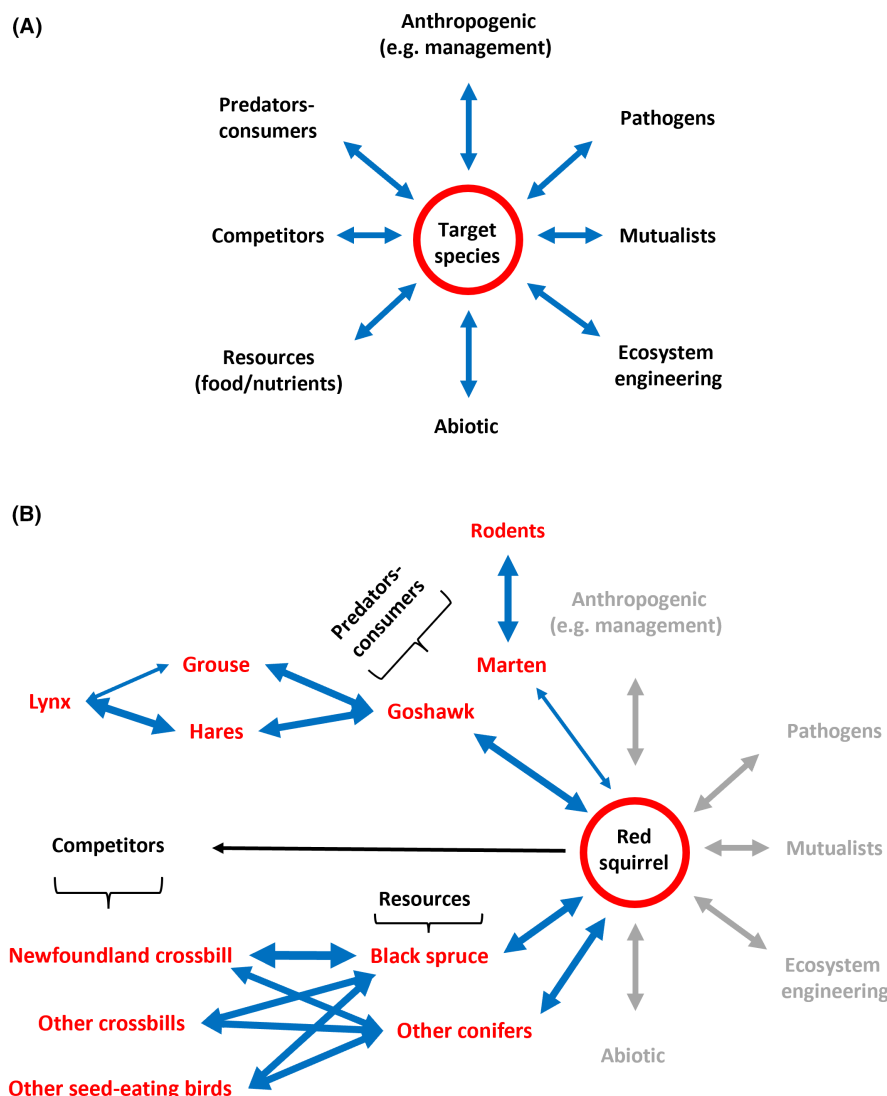 (A)
Anthropogenic
(e.g. management)
Predators-
consumers
Pathogens
Competitors
Target
species
Mutualists
Resources
(food/nutrients)
Ecosystem
engineering
Abiotic
(B)
Rodents
Predators-
consumers
Anthropogenic
(e.g. management)
Grouse
Marten
Lynx
Goshawk
Hares
Pathogens
Competitors
Red
squirrel
Mutualists
Resources
Newfoundland crossbill
Black spruce
Ecosystem
engineering
Other crossbills
Other conifers
Abiotic
Other seed-eating birds